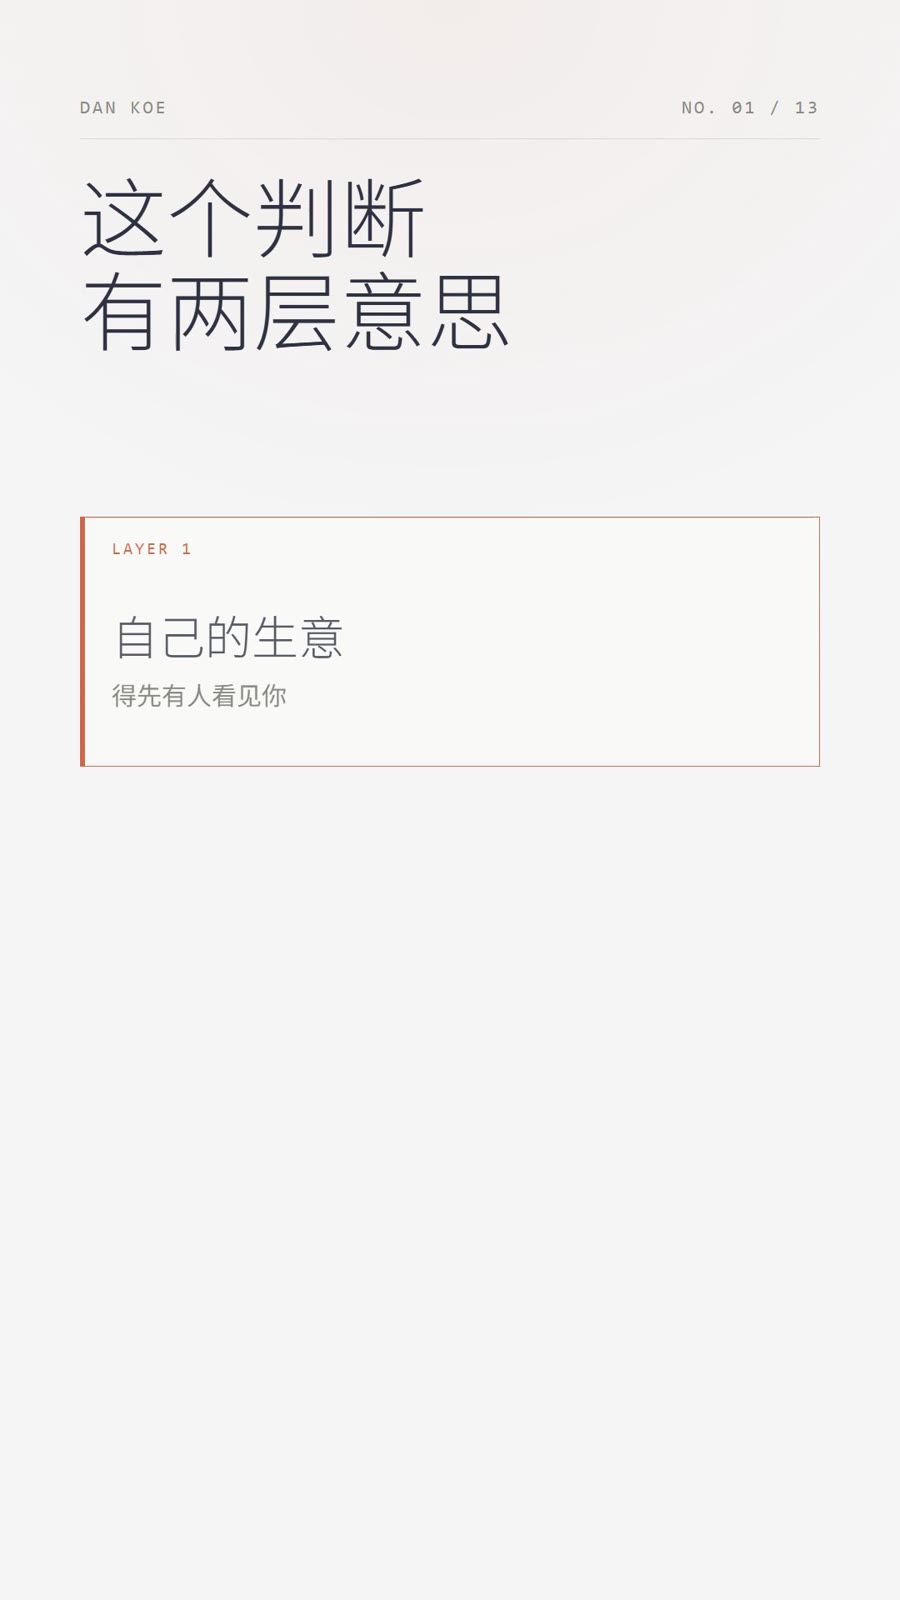 DAN KOE
NO. 01 / 13
这个判断
有两层意思
LAYER 1
自己的生意
得先有人看见你